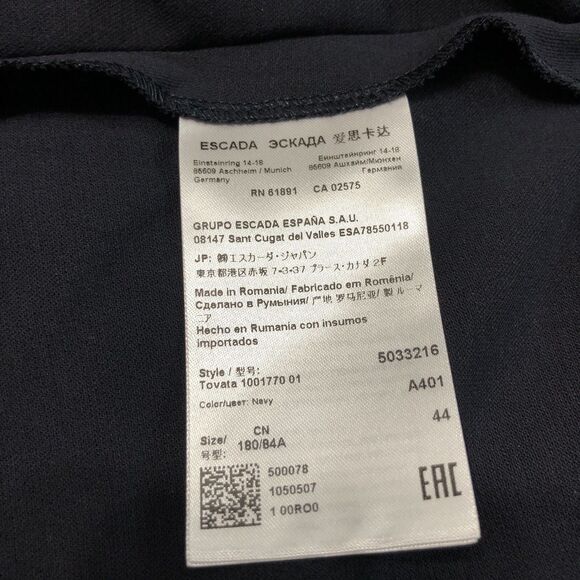 ESCADA ЭСКАДА 爱思卡达
Einsteinring 14-18 Еинштайнринг 14-18
85609 Aschheim / Munich 85609 Ашхайм/Мюнхен
Germany Германия
RN 61891 CA 02575
GRUPO ESCADA ESPAÑA S.A.U.
08147 Sant Cugat del Valles ESA78550118
JP: ㈱エスカーダ・ジャパン
東京都港区赤坂 7-3-37 プラース・カナダ 2F
Made in Romania/ Fabricado em Romênia/
Сделано в Румыния/ 产地 罗马尼亚/ 製 ルーマ
ニア
Hecho en Rumania con insumos
importados
5033216
Style / 型号:
Tovata 1001770 01
A401
Color/цвет: Navy
44
Size/ CN
号型: 180/84A
500078
1050507
1 00RO0
EAC